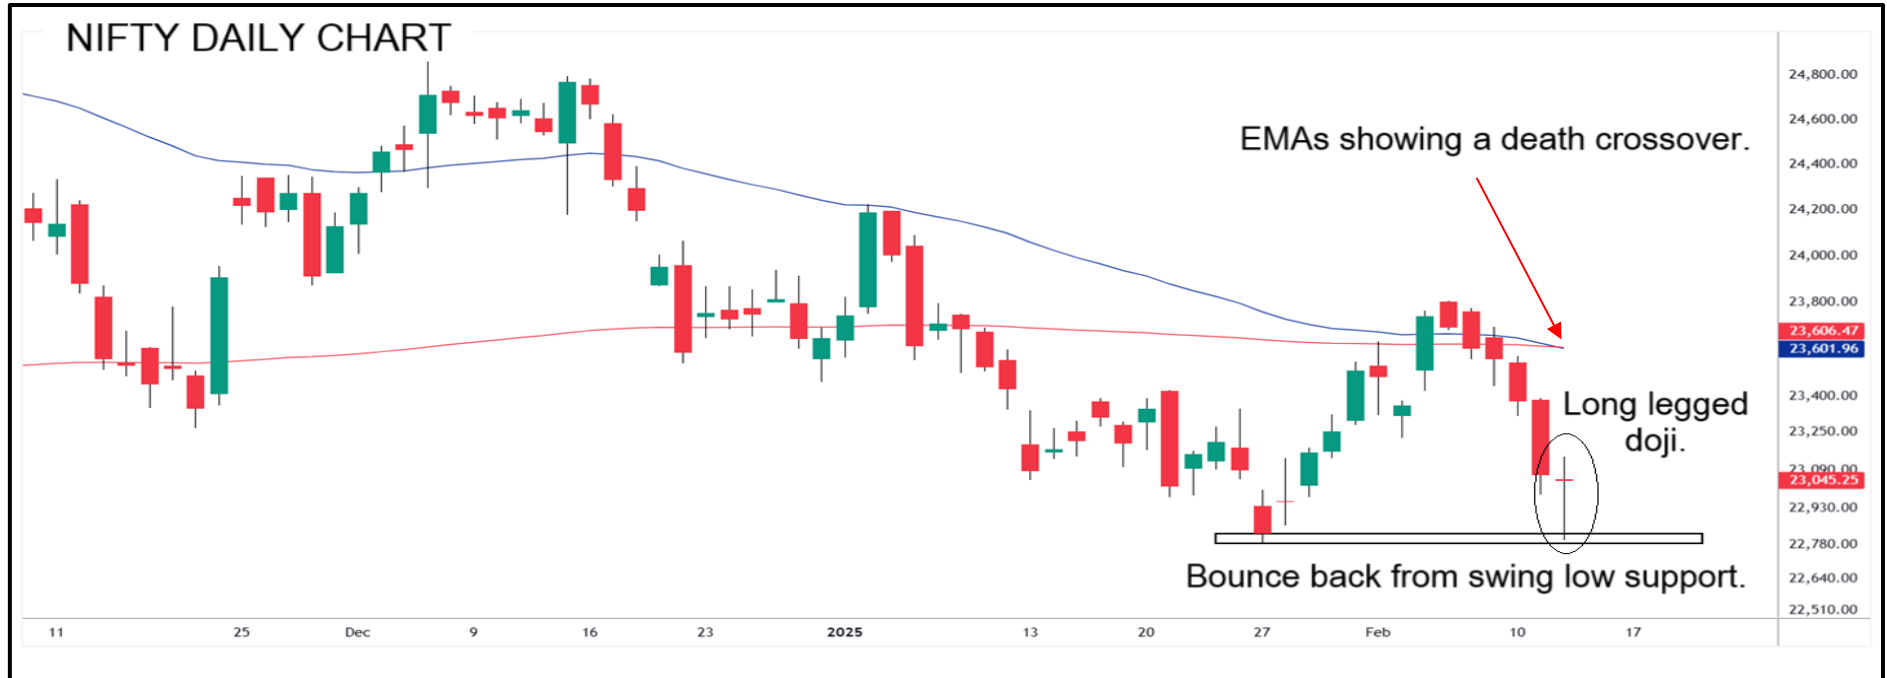 NIFTY DAILY CHART
24,800.00
24,600.00
EMAs showing a death crossover.
24,400.00
24,200.00
24,000.00
23,800.00
23,606.47
23,601.96
23,400.00
Long legged
doji.
23,250.00
23,090.00
23,045.25
22,930.00
22,780.00
Bounce back from swing low support.
22,640.00
22,510.00
11 25 Dec 9 16 23 2025 13 20 27 Feb 10 17